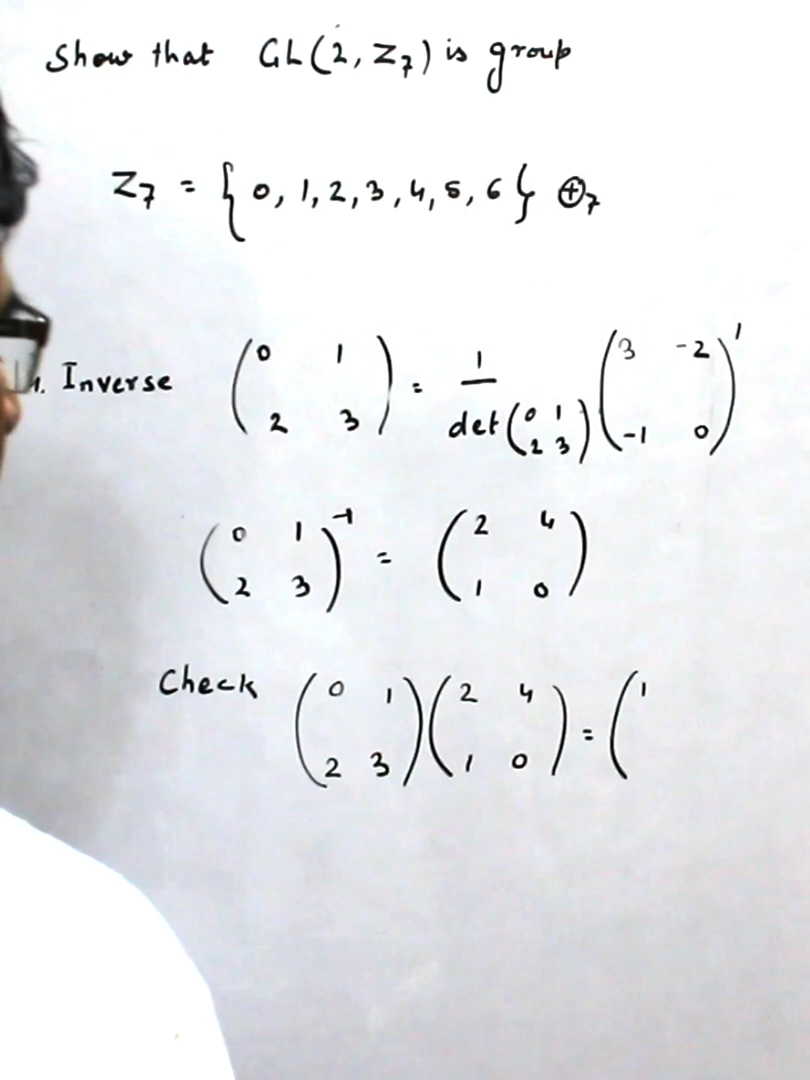 Show that GL(2, Z₇) is group
Z₇ = { 0, 1, 2, 3, 4, 5, 6 } ⊕₇
1. Inverse (0 1; 2 3) = 1/det(0 1; 2 3) (3 -2; -1 0)'
(0 1; 2 3)⁻¹ = (2 4; 1 0)
Check (0 1; 2 3)(2 4; 1 0) = (1